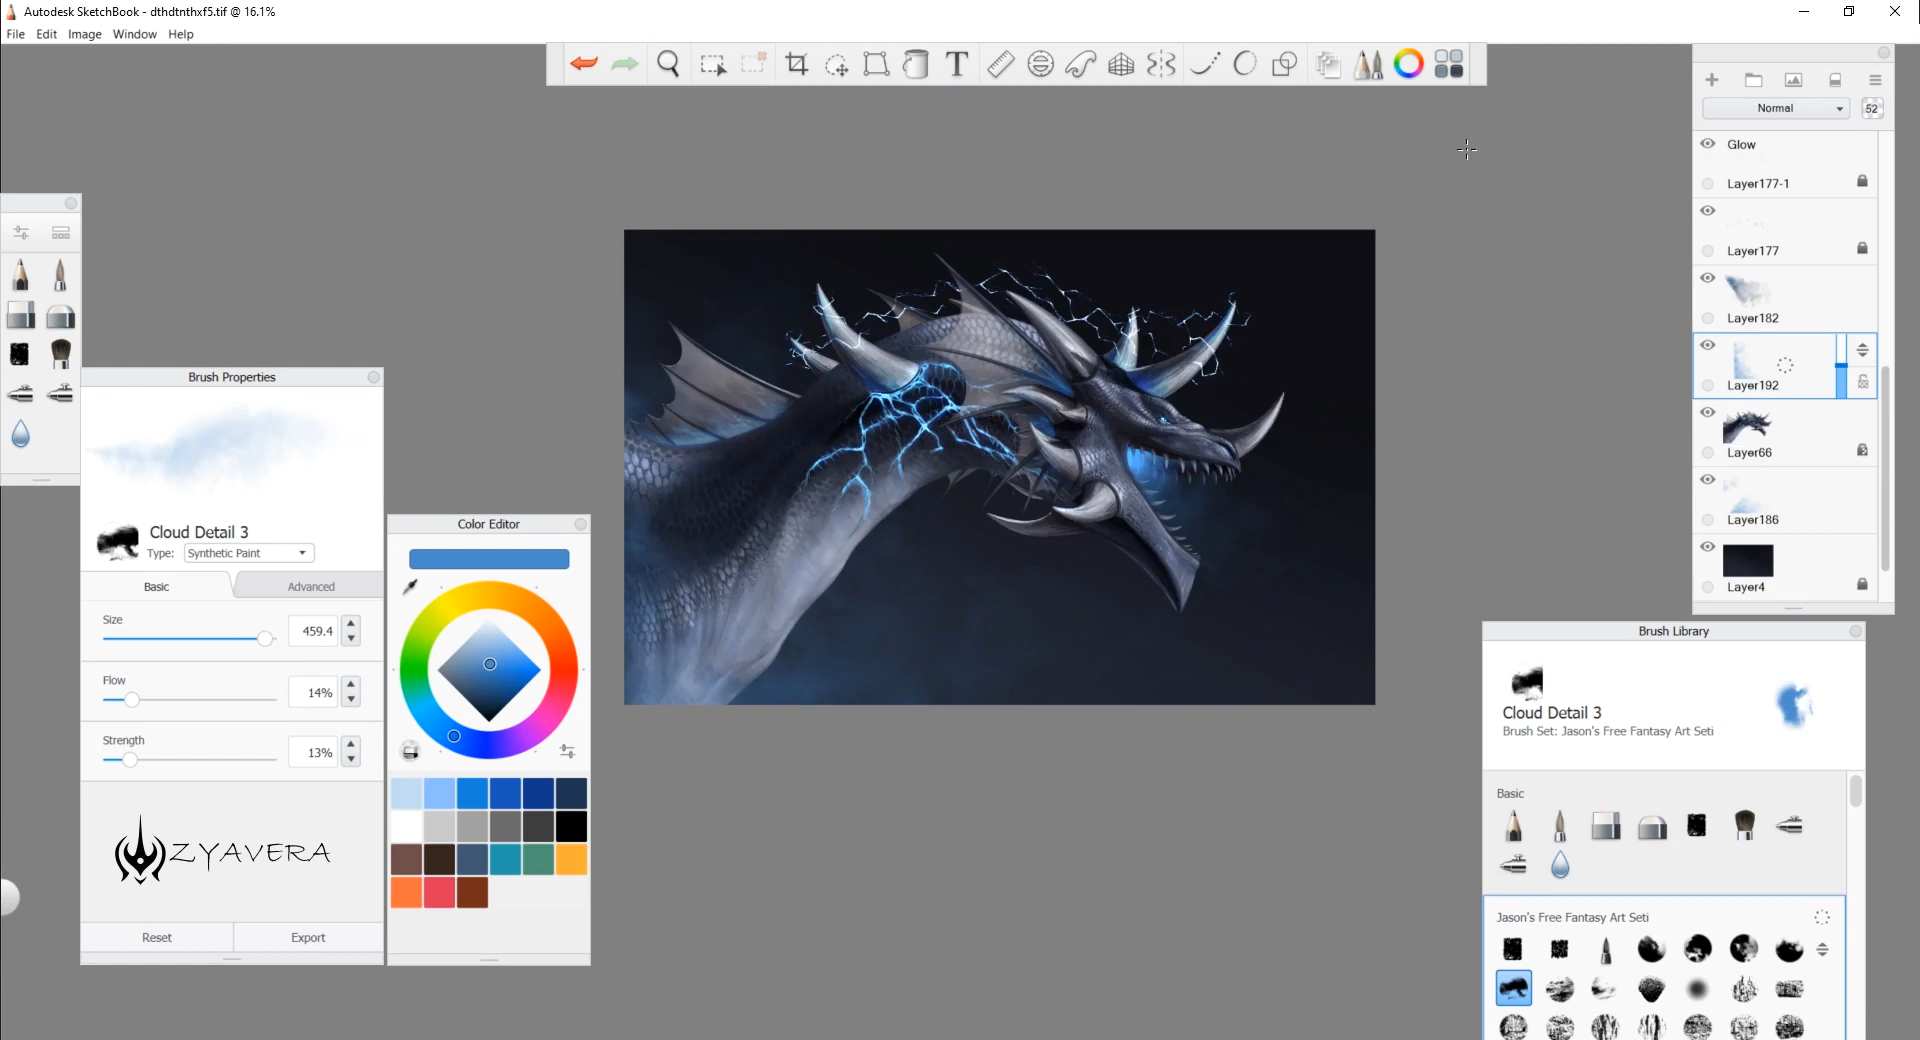 Autodesk SketchBook - dthdtnthxf5.tif @ 16.1%
File Edit Image Window Help
T
Normal
52
Glow
Layer177-1
Layer177
Layer182
Layer192
Layer66
Layer186
Layer4
Brush Properties
Cloud Detail 3
Type: Synthetic Paint
Basic Advanced
Size
459.4
Flow
14%
Strength
13%
ZYAVERA
Reset Export
Color Editor
Brush Library
Cloud Detail 3
Brush Set: Jason's Free Fantasy Art Seti
Basic
Jason's Free Fantasy Art Seti